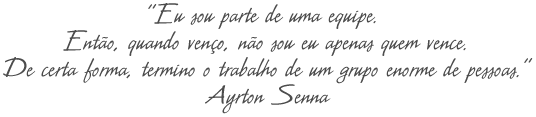 "Eu sou parte de uma equipe.
Então, quando venço, não sou eu apenas quem vence.
De certa forma, termino o trabalho de um grupo enorme de pessoas."
Ayrton Senna